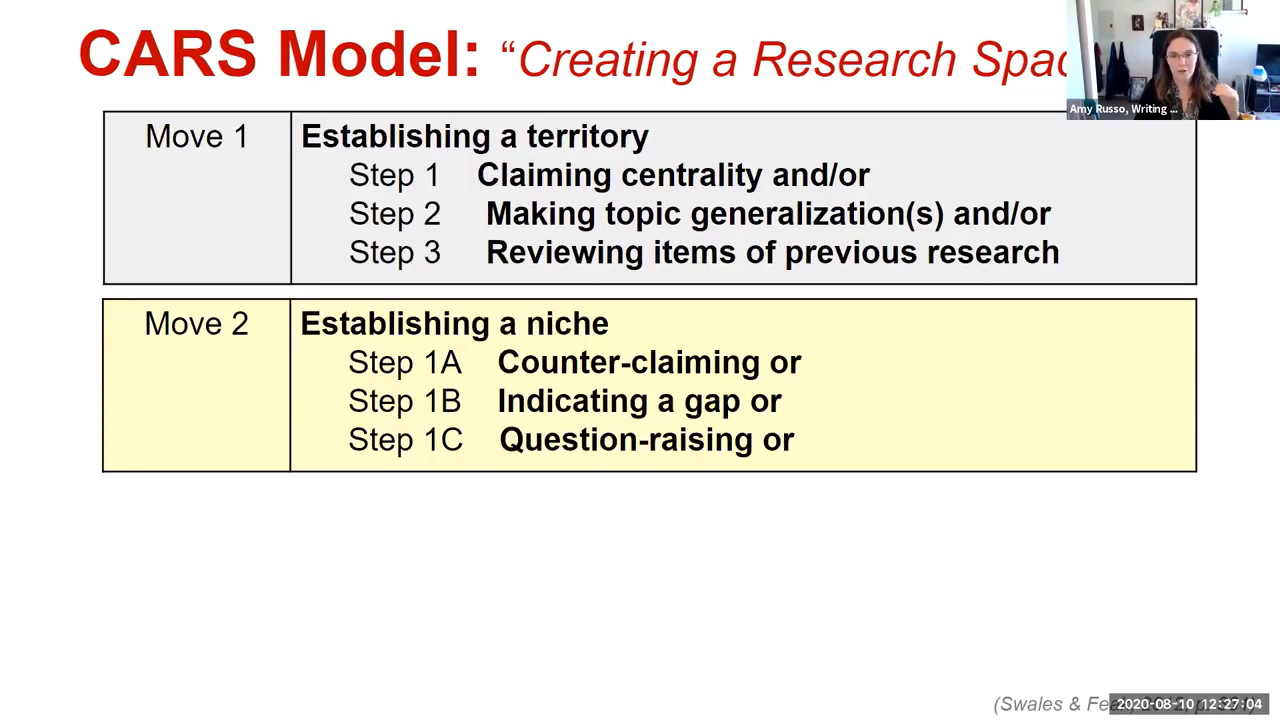 CARS Model: “Creating a Research
Amy Russo, Writing ...
Move 1
Establishing a territory
Step 1 Claiming centrality and/or
Step 2 Making topic generalization(s) and/or
Step 3 Reviewing items of previous research
Move 2
Establishing a niche
Step 1A Counter-claiming or
Step 1B Indicating a gap or
Step 1C Question-raising or
(Swales &
2020-08-10 12:27:04